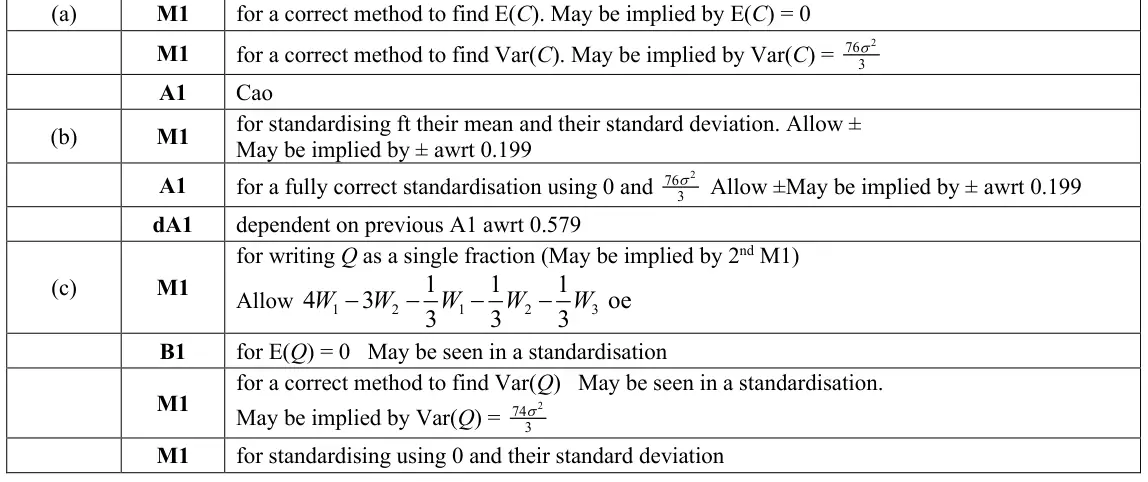 (a) M1 for a correct method to find E(C). May be implied by E(C) = 0
M1 for a correct method to find Var(C). May be implied by Var(C) = 76σ²/3
A1 Cao
(b) M1 for standardising ft their mean and their standard deviation. Allow ±
May be implied by ± awrt 0.199
A1 for a fully correct standardisation using 0 and 76σ²/3 Allow ±May be implied by ± awrt 0.199
dA1 dependent on previous A1 awrt 0.579
(c) M1 for writing Q as a single fraction (May be implied by 2nd M1)
Allow 4W₁ − 3W₂ − 1/3 W₁ − 1/3 W₂ − 1/3 W₃ oe
B1 for E(Q) = 0 May be seen in a standardisation
M1 for a correct method to find Var(Q) May be seen in a standardisation.
May be implied by Var(Q) = 74σ²/3
M1 for standardising using 0 and their standard deviation